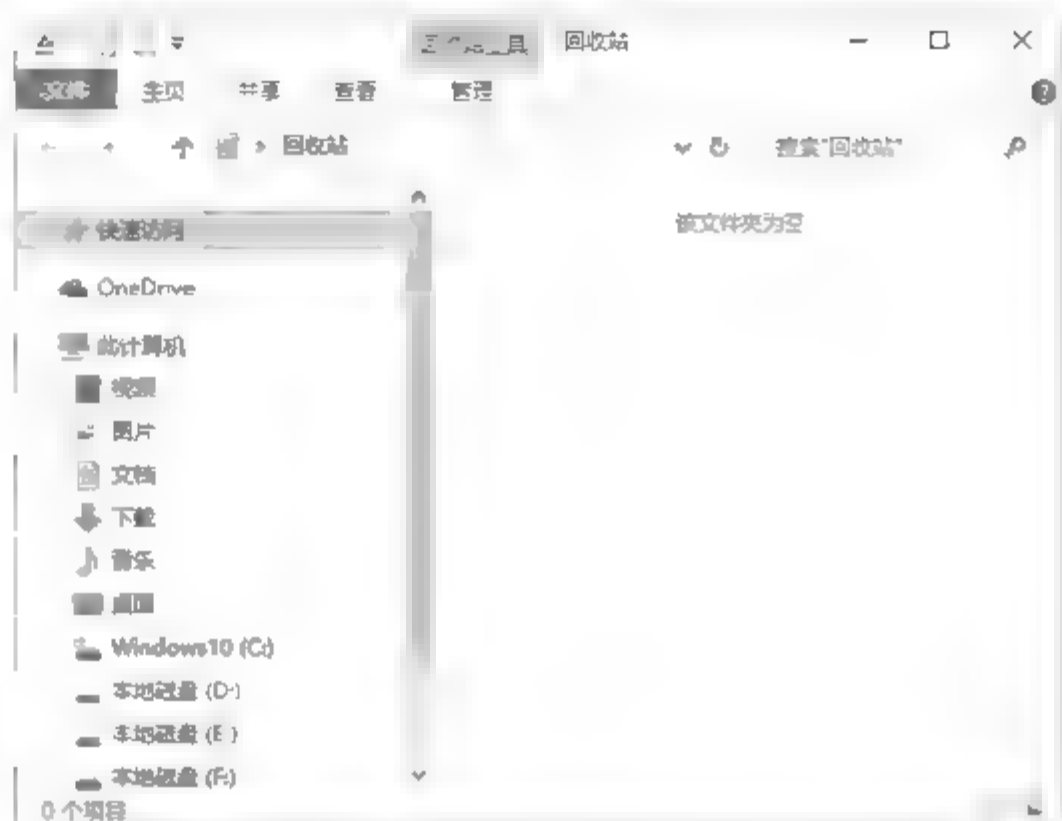 回收站
文件 主页 共享 查看 管理
回收站
搜索"回收站"
快速访问
该文件夹为空
OneDrive
此计算机
视频
图片
文档
下载
音乐
桌面
Windows10 (C:)
本地磁盘 (D:)
本地磁盘 (E:)
本地磁盘 (F:)
0 个项目